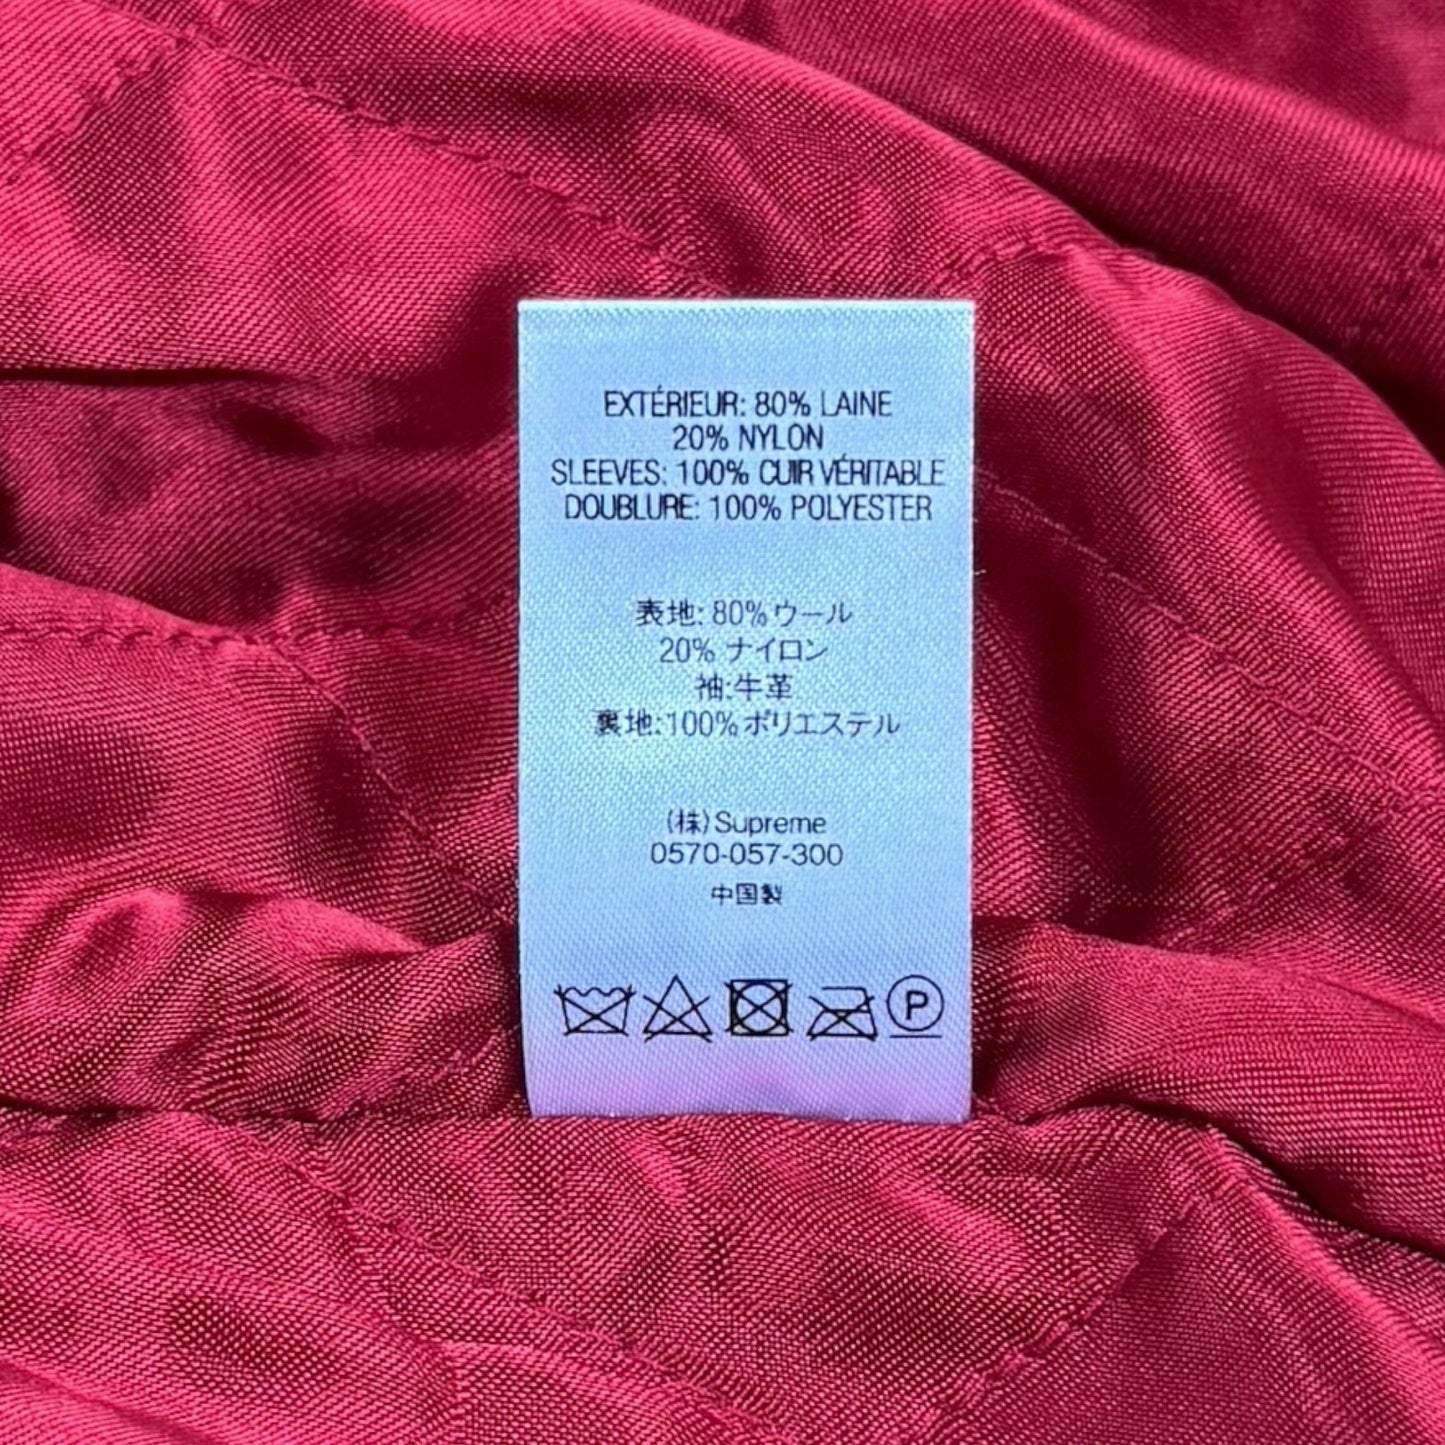 EXTÉRIEUR: 80% LAINE
20% NYLON
SLEEVES: 100% CUIR VÉRITABLE
DOUBLURE: 100% POLYESTER
表地: 80%ウール
20% ナイロン
袖:牛革
裏地:100%ポリエステル
(株)Supreme
0570-057-300
中国製
P